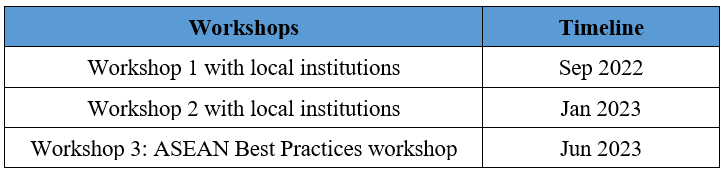 Workshops Timeline
Workshop 1 with local institutions Sep 2022
Workshop 2 with local institutions Jan 2023
Workshop 3: ASEAN Best Practices workshop Jun 2023